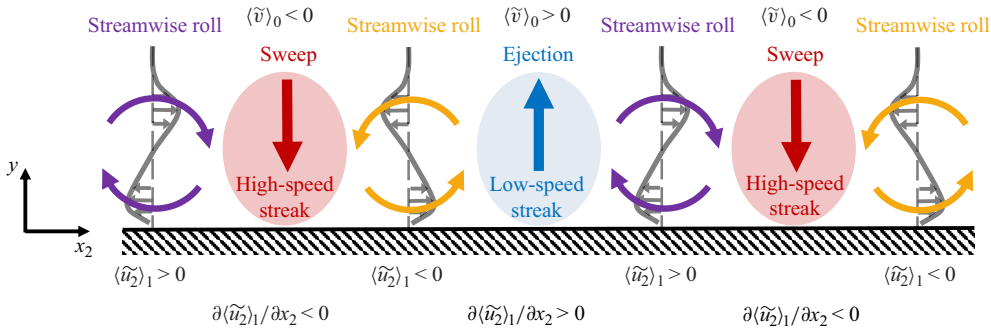 ⟨ṽ⟩₀ < 0 ⟨ṽ⟩₀ > 0 ⟨ṽ⟩₀ < 0
Streamwise roll Streamwise roll Streamwise roll Streamwise roll
Sweep Ejection Sweep
High-speed streak
Low-speed streak
High-speed streak
y
x₂
⟨ũ₂⟩₁ > 0 ⟨ũ₂⟩₁ < 0 ⟨ũ₂⟩₁ > 0 ⟨ũ₂⟩₁ < 0
∂⟨ũ₂⟩₁/∂x₂ < 0 ∂⟨ũ₂⟩₁/∂x₂ > 0 ∂⟨ũ₂⟩₁/∂x₂ < 0